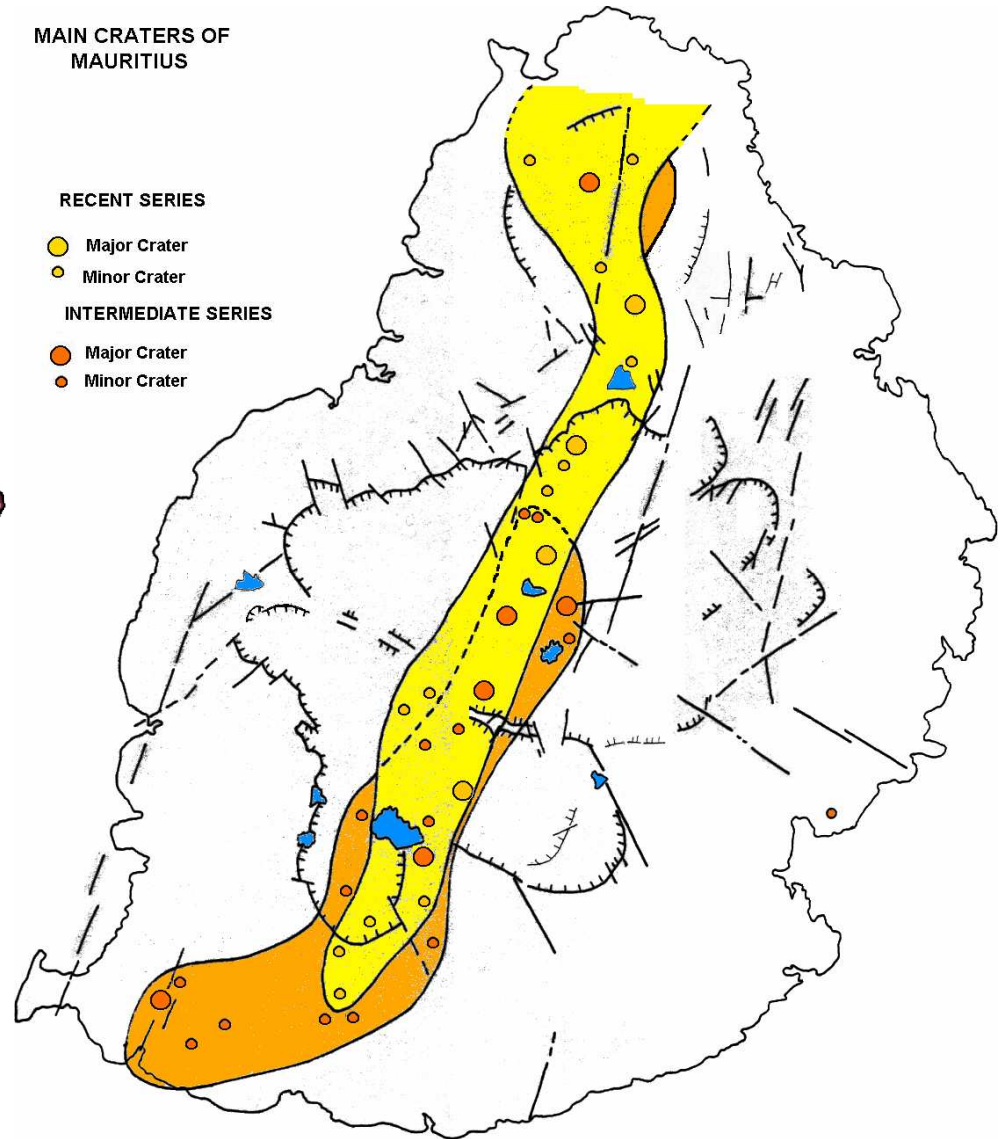 MAIN CRATERS OF
MAURITIUS
RECENT SERIES
Major Crater
Minor Crater
INTERMEDIATE SERIES
Major Crater
Minor Crater